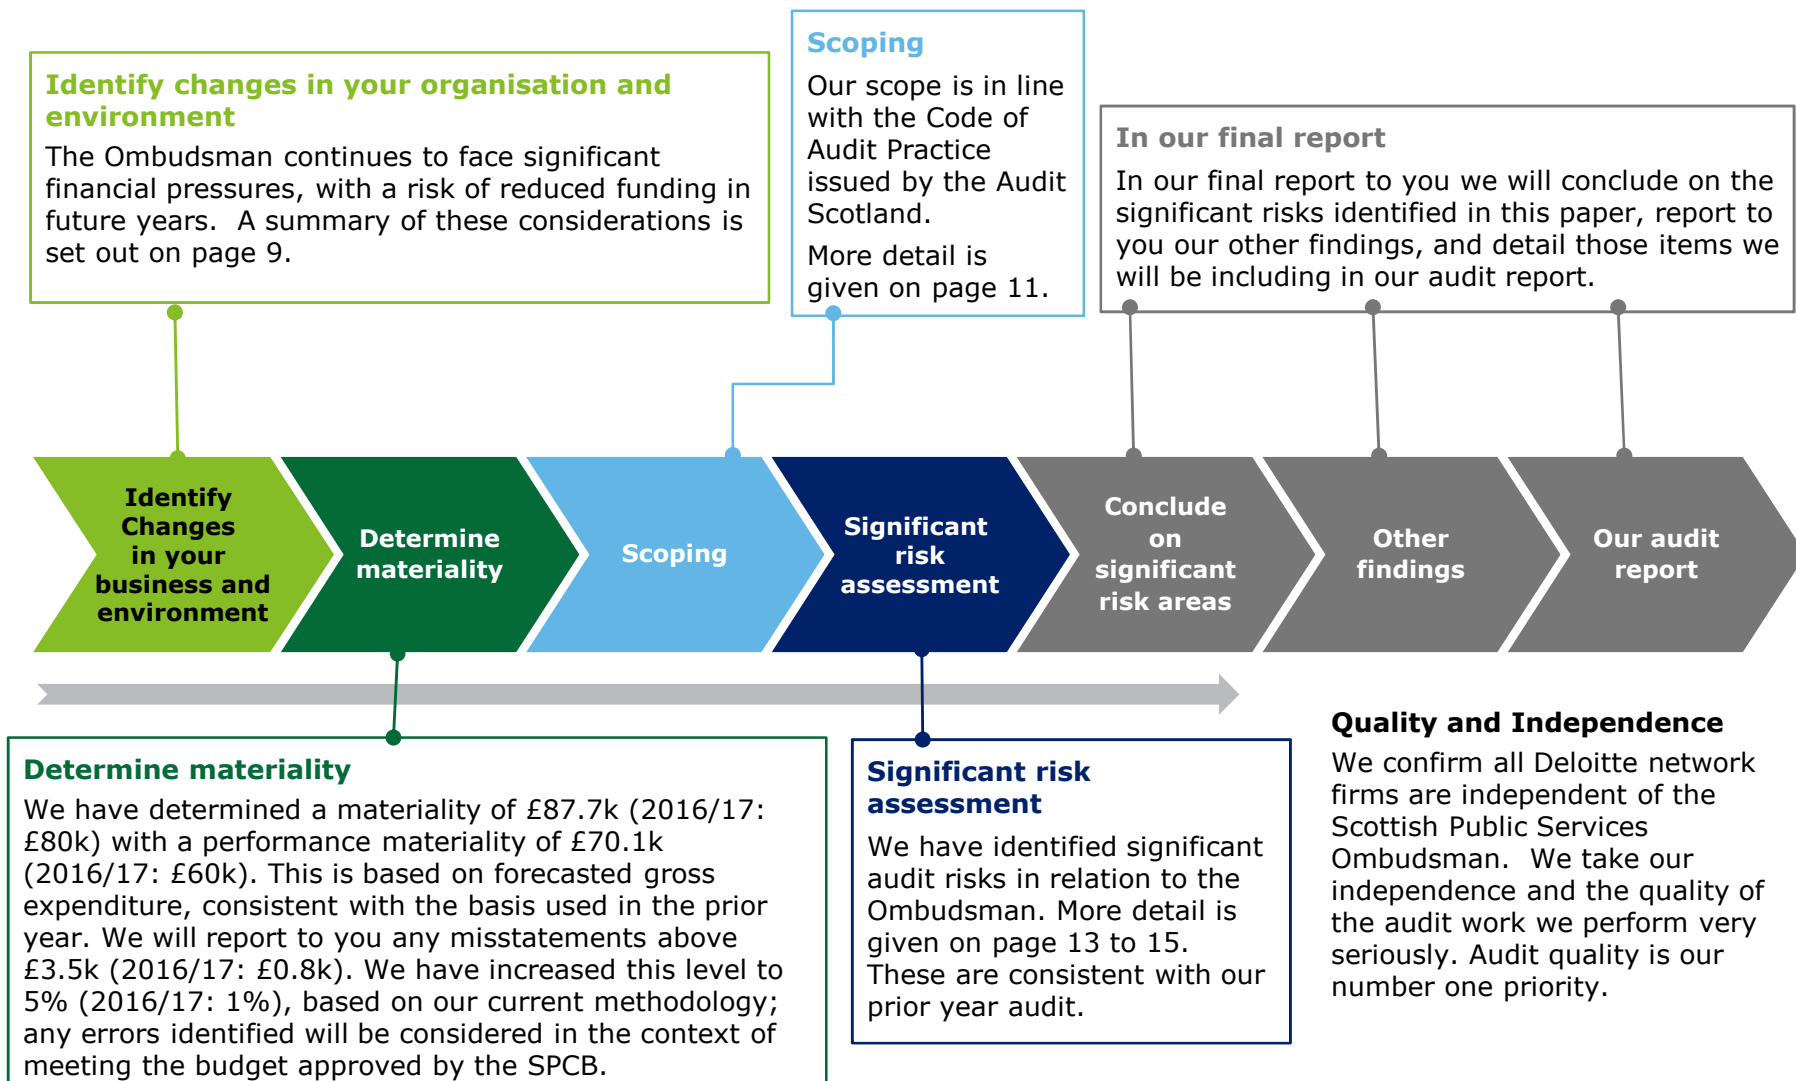 Identify changes in your organisation and
environment
The Ombudsman continues to face significant
financial pressures, with a risk of reduced funding in
future years.  A summary of these considerations is
set out on page 9.
Scoping
Our scope is in line
with the Code of
Audit Practice
issued by the Audit
Scotland.
More detail is
given on page 11.
In our final report
In our final report to you we will conclude on the
significant risks identified in this paper, report to
you our other findings, and detail those items we
will be including in our audit report.
Identify
Changes
in your
business and
environment
Determine
materiality
Scoping
Significant
risk
assessment
Conclude
on
significant
risk areas
Other
findings
Our audit
report
Determine materiality
We have determined a materiality of £87.7k (2016/17:
£80k) with a performance materiality of £70.1k
(2016/17: £60k). This is based on forecasted gross
expenditure, consistent with the basis used in the prior
year. We will report to you any misstatements above
£3.5k (2016/17: £0.8k). We have increased this level to
5% (2016/17: 1%), based on our current methodology;
any errors identified will be considered in the context of
meeting the budget approved by the SPCB.
Significant risk
assessment
We have identified significant
audit risks in relation to the
Ombudsman. More detail is
given on page 13 to 15.
These are consistent with our
prior year audit.
Quality and Independence
We confirm all Deloitte network
firms are independent of the
Scottish Public Services
Ombudsman.  We take our
independence and the quality of
the audit work we perform very
seriously. Audit quality is our
number one priority.